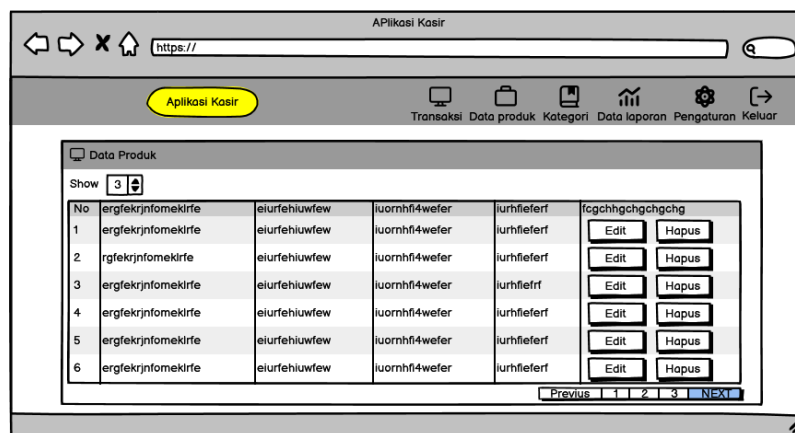 APlikasi Kasir
https://
Aplikasi Kasir
Transaksi Data produk Kategori Data laporan Pengaturan Keluar
Data Produk
Show 3
No ergfekrjnfomeklrfe eiurfehiuwfew iuornhfi4wefer iurhfieferf fcgchhgchgchgchg
1 ergfekrjnfomeklrfe eiurfehiuwfew iuornhfi4wefer iurhfieferf Edit Hapus
2 rgfekrjnfomeklrfe eiurfehiuwfew iuornhfi4wefer iurhfieferf Edit Hapus
3 ergfekrjnfomeklrfe eiurfehiuwfew iuornhfi4wefer iurhfiefrf Edit Hapus
4 ergfekrjnfomeklrfe eiurfehiuwfew iuornhfi4wefer iurhfieferf Edit Hapus
5 ergfekrjnfomeklrfe eiurfehiuwfew iuornhfi4wefer iurhfieferf Edit Hapus
6 ergfekrjnfomeklrfe eiurfehiuwfew iuornhfi4wefer iurhfieferf Edit Hapus
Previus 1 2 3 NEXT